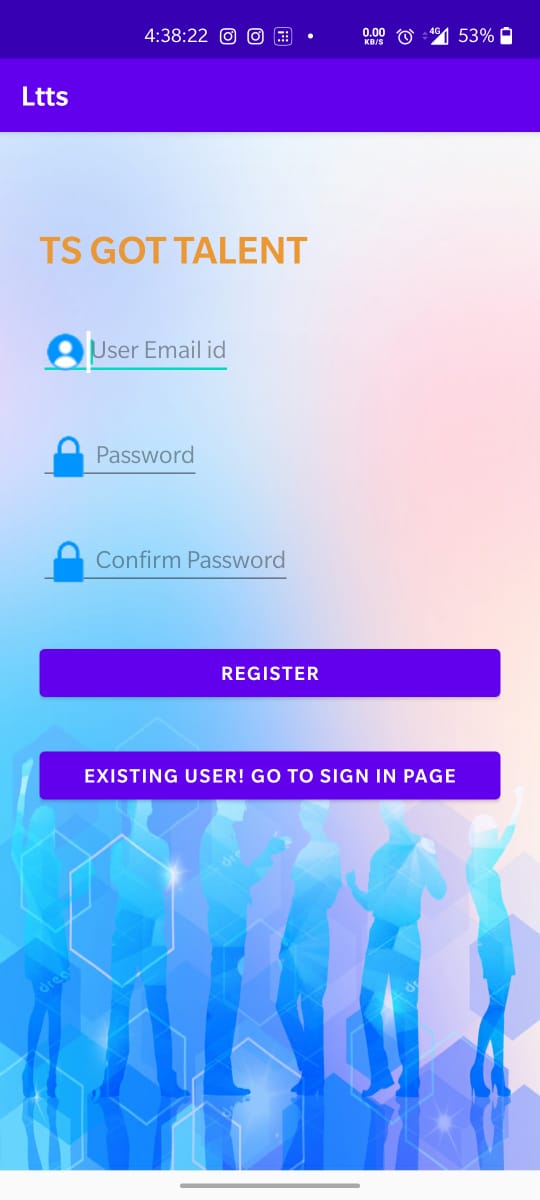 4:38:22 0.00 KB/S 4G 53%
Ltts
TS GOT TALENT
User Email id
Password
Confirm Password
REGISTER
EXISTING USER! GO TO SIGN IN PAGE